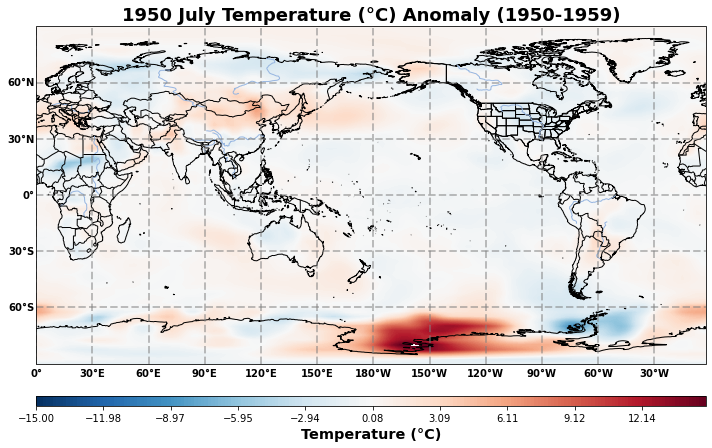 1950 July Temperature (°C) Anomaly (1950-1959)
60°N
30°N
0°
30°S
60°S
0° 30°E 60°E 90°E 120°E 150°E 180°W 150°W 120°W 90°W 60°W 30°W
−15.00 −11.98 −8.97 −5.95 −2.94 0.08 3.09 6.11 9.12 12.14
Temperature (°C)